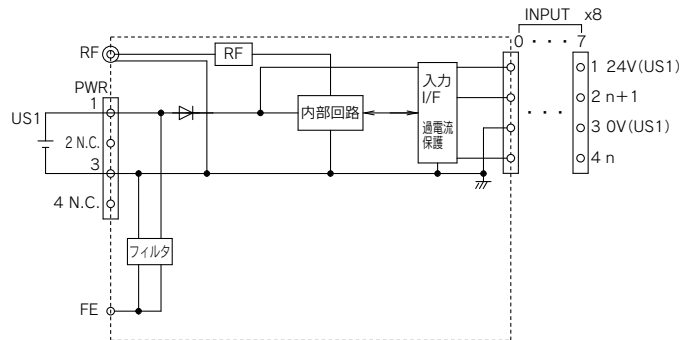 INPUT x8
0 · · · 7
RF
RF
PWR
1
US1
2 N.C.
3
4 N.C.
内部回路
入力
I/F
過電流
保護
· · ·
1 24V(US1)
2 n+1
3 0V(US1)
4 n
フィルタ
FE